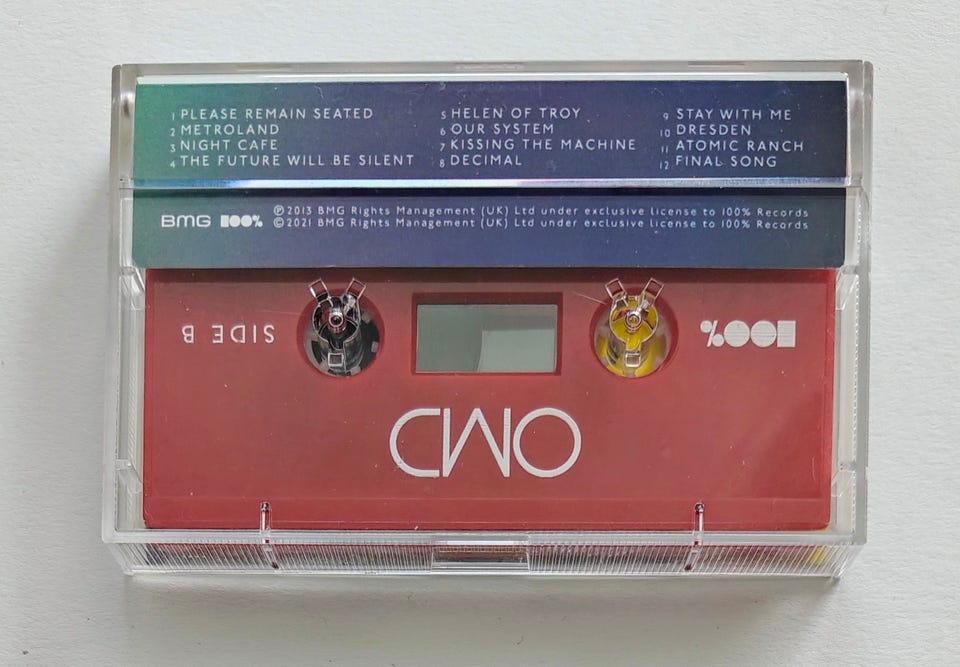 1 PLEASE REMAIN SEATED
2 METROLAND
3 NIGHT CAFE
4 THE FUTURE WILL BE SILENT
5 HELEN OF TROY
6 OUR SYSTEM
7 KISSING THE MACHINE
8 DECIMAL
9 STAY WITH ME
10 DRESDEN
11 ATOMIC RANCH
12 FINAL SONG
BMG 100%
℗2013 BMG Rights Management (UK) Ltd under exclusive license to 100% Records
©2021 BMG Rights Management (UK) Ltd under exclusive license to 100% Records
SIDE B
100%
OMD